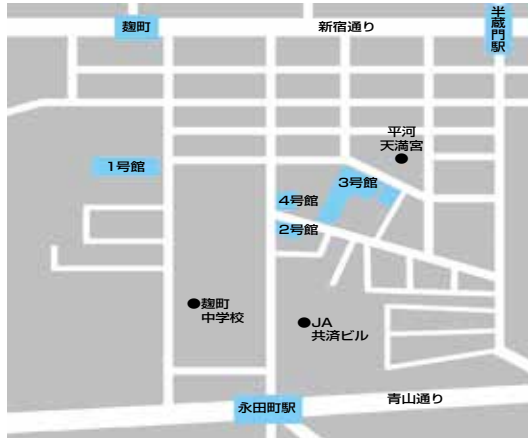 麹町
新宿通り
半蔵門駅
平河
天満宮
1号館
3号館
4号館
2号館
麹町
中学校
JA
共済ビル
青山通り
永田町駅